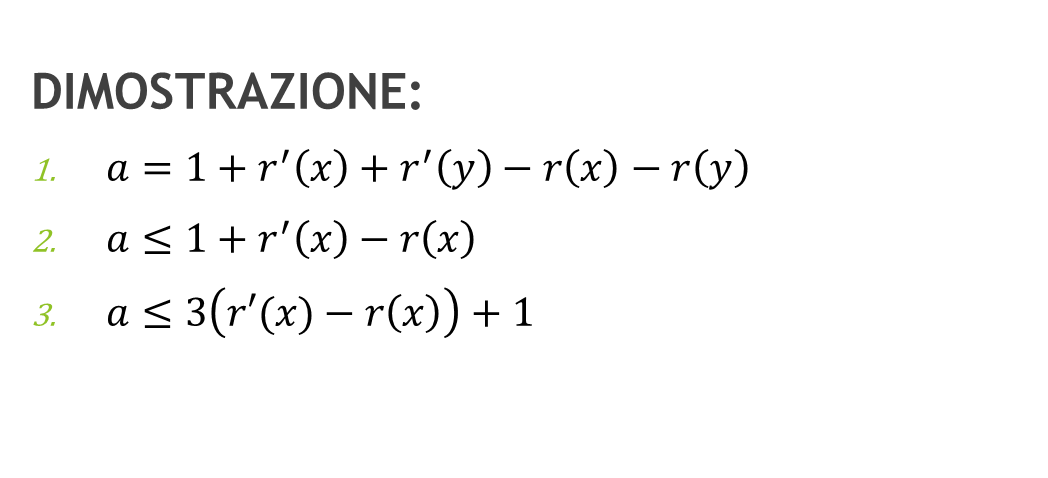 DIMOSTRAZIONE:
1. a = 1 + r′(x) + r′(y) − r(x) − r(y)
2. a ≤ 1 + r′(x) − r(x)
3. a ≤ 3(r′(x) − r(x)) + 1